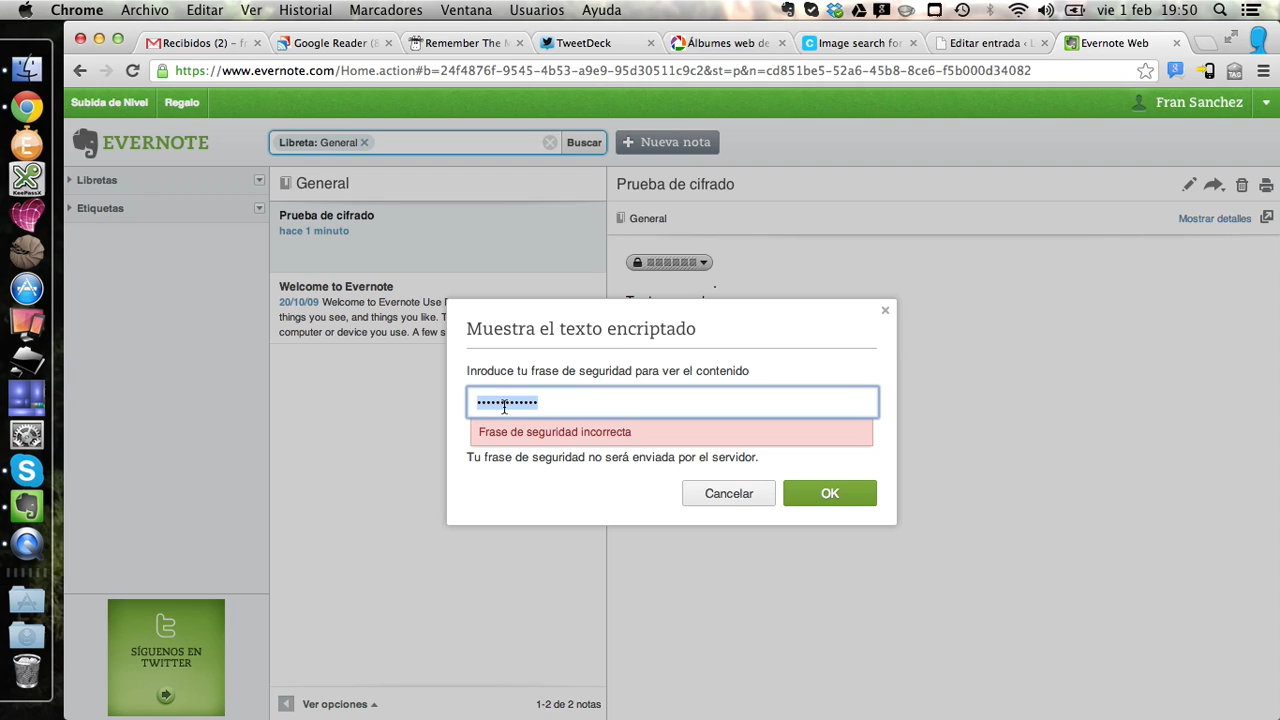 Chrome Archivo Editar Ver Historial Marcadores Ventana Usuarios Ayuda vie 1 feb 19:50
Recibidos (2) – fr Google Reader Remember The M TweetDeck Álbumes web de Image search for Editar entrada ‹ L Evernote Web
https://www.evernote.com/Home.action#b=24f4876f-9545-4b53-a9e9-95d30511c9c2&st=p&n=cd851be5-52a6-45b8-8ce6-f5b000d34082
Subida de Nivel Regalo Fran Sanchez
EVERNOTE Libreta: General Buscar + Nueva nota
Libretas
Etiquetas
General
Prueba de cifrado
hace 1 minuto
Welcome to Evernote
20/10/09 Welcome to Evernote Use
things you see, and things you like. T
computer or device you use. A few s
Prueba de cifrado
General Mostrar detalles
Muestra el texto encriptado
Inroduce tu frase de seguridad para ver el contenido
Frase de seguridad incorrecta
Tu frase de seguridad no será enviada por el servidor.
Cancelar OK
KeePassX
SÍGUENOS EN
TWITTER
Ver opciones 1-2 de 2 notas